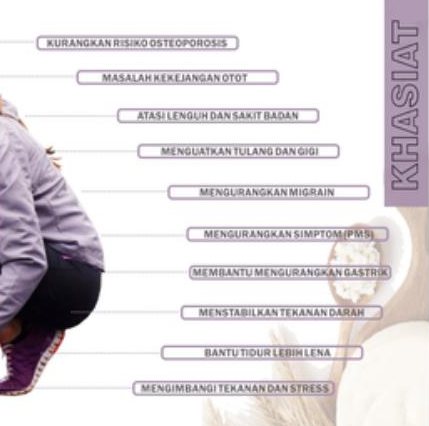 KHASIAT
KURANGKAN RISIKO OSTEOPOROSIS
MASALAH KEKEJANGAN OTOT
ATASI LENGUH DAN SAKIT BADAN
MENGUATKAN TULANG DAN GIGI
MENGURANGKAN MIGRAIN
MENGURANGKAN SIMPTOM (PMS)
MEMBANTU MENGURANGKAN GASTRIK
MENSTABILKAN TEKANAN DARAH
BANTU TIDUR LEBIH LENA
MENGIMBANGI TEKANAN DAN STRESS